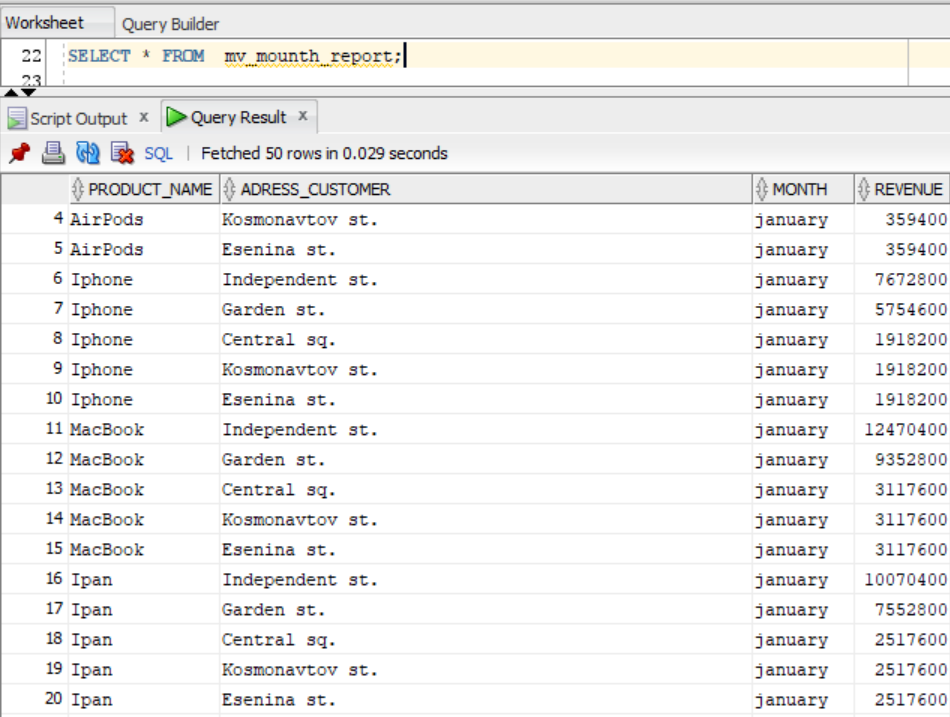 Worksheet Query Builder
22 SELECT * FROM mv_mounth_report;
23
Script Output x Query Result x
SQL | Fetched 50 rows in 0.029 seconds
PRODUCT_NAME ADRESS_CUSTOMER MONTH REVENUE
4 AirPods Kosmonavtov st. january 359400
5 AirPods Esenina st. january 359400
6 Iphone Independent st. january 7672800
7 Iphone Garden st. january 5754600
8 Iphone Central sq. january 1918200
9 Iphone Kosmonavtov st. january 1918200
10 Iphone Esenina st. january 1918200
11 MacBook Independent st. january 12470400
12 MacBook Garden st. january 9352800
13 MacBook Central sq. january 3117600
14 MacBook Kosmonavtov st. january 3117600
15 MacBook Esenina st. january 3117600
16 Ipan Independent st. january 10070400
17 Ipan Garden st. january 7552800
18 Ipan Central sq. january 2517600
19 Ipan Kosmonavtov st. january 2517600
20 Ipan Esenina st. january 2517600